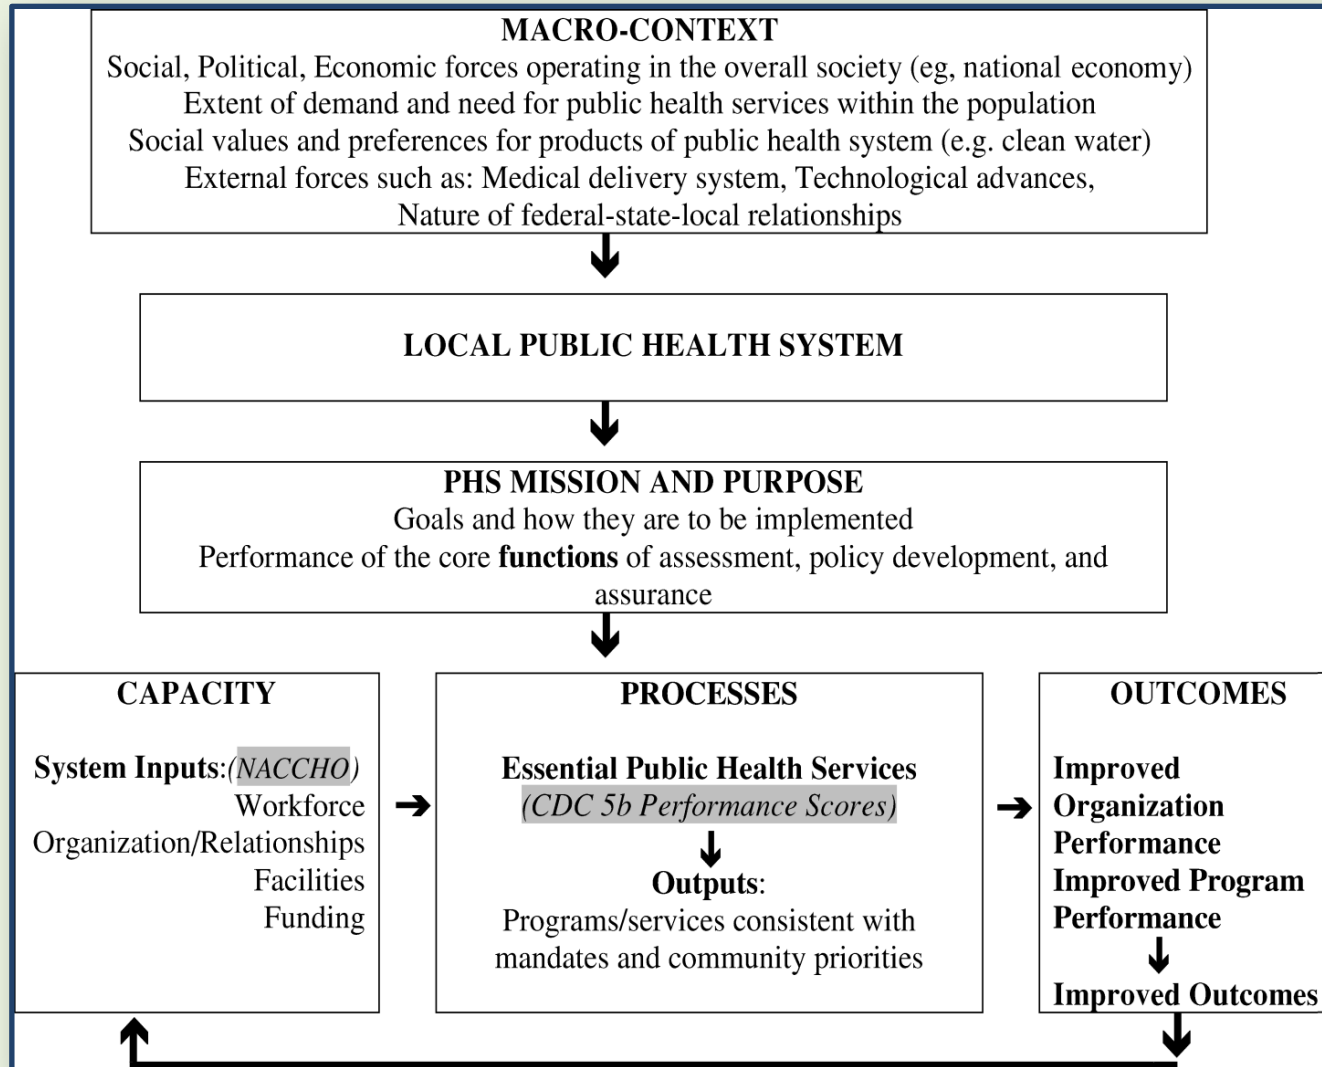 MACRO-CONTEXT
Social, Political, Economic forces operating in the overall society (eg, national economy)
Extent of demand and need for public health services within the population
Social values and preferences for products of public health system (e.g. clean water)
External forces such as: Medical delivery system, Technological advances,
Nature of federal-state-local relationships
LOCAL PUBLIC HEALTH SYSTEM
PHS MISSION AND PURPOSE
Goals and how they are to be implemented
Performance of the core functions of assessment, policy development, and
assurance
CAPACITY
System Inputs:(NACCHO)
Workforce
Organization/Relationships
Facilities
Funding
PROCESSES
Essential Public Health Services
(CDC 5b Performance Scores)
Outputs:
Programs/services consistent with
mandates and community priorities
OUTCOMES
Improved
Organization
Performance
Improved Program
Performance
Improved Outcomes